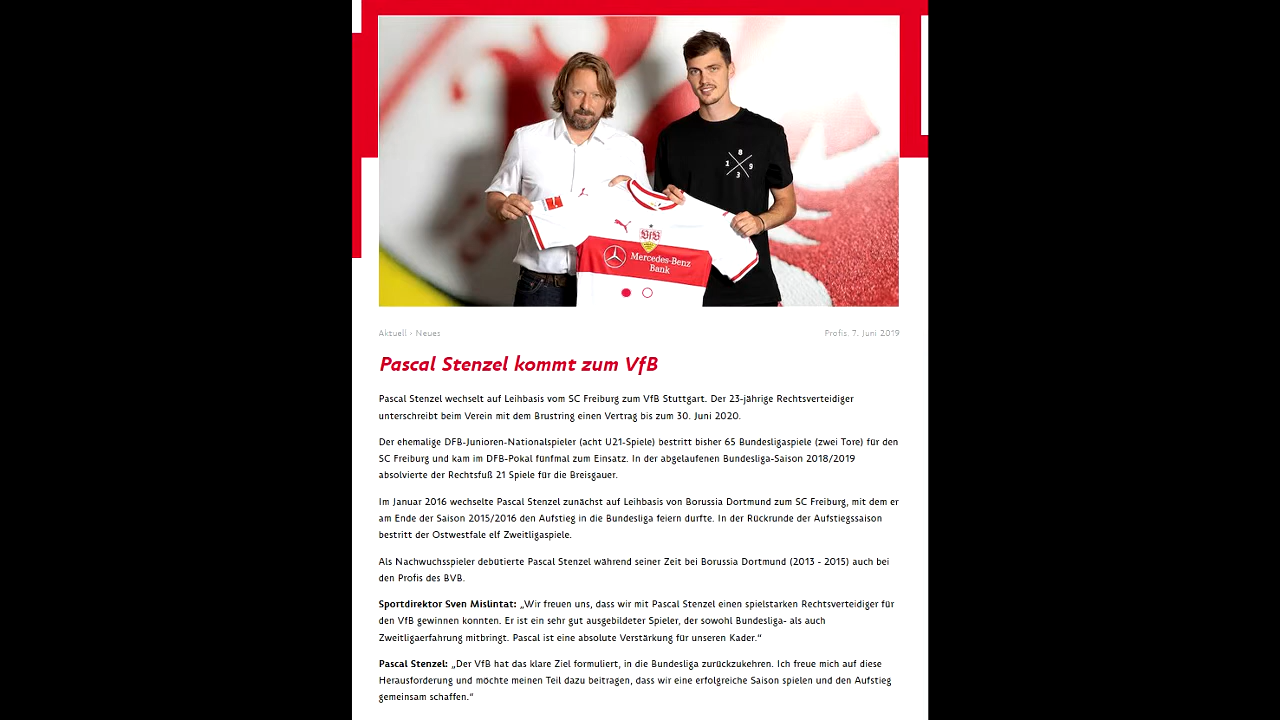 8
1 9
3
VfB
Mercedes-Benz
Bank
Aktuell › Neues
Profis, 7. Juni 2019
Pascal Stenzel kommt zum VfB
Pascal Stenzel wechselt auf Leihbasis vom SC Freiburg zum VfB Stuttgart. Der 23-jährige Rechtsverteidiger
unterschreibt beim Verein mit dem Brustring einen Vertrag bis zum 30. Juni 2020.
Der ehemalige DFB-Junioren-Nationalspieler (acht U21-Spiele) bestritt bisher 65 Bundesligaspiele (zwei Tore) für den
SC Freiburg und kam im DFB-Pokal fünfmal zum Einsatz. In der abgelaufenen Bundesliga-Saison 2018/2019
absolvierte der Rechtsfuß 21 Spiele für die Breisgauer.
Im Januar 2016 wechselte Pascal Stenzel zunächst auf Leihbasis von Borussia Dortmund zum SC Freiburg, mit dem er
am Ende der Saison 2015/2016 den Aufstieg in die Bundesliga feiern durfte. In der Rückrunde der Aufstiegssaison
bestritt der Ostwestfale elf Zweitligaspiele.
Als Nachwuchsspieler debütierte Pascal Stenzel während seiner Zeit bei Borussia Dortmund (2013 - 2015) auch bei
den Profis des BVB.
Sportdirektor Sven Mislintat: „Wir freuen uns, dass wir mit Pascal Stenzel einen spielstarken Rechtsverteidiger für
den VfB gewinnen konnten. Er ist ein sehr gut ausgebildeter Spieler, der sowohl Bundesliga- als auch
Zweitligaerfahrung mitbringt. Pascal ist eine absolute Verstärkung für unseren Kader.“
Pascal Stenzel: „Der VfB hat das klare Ziel formuliert, in die Bundesliga zurückzukehren. Ich freue mich auf diese
Herausforderung und möchte meinen Teil dazu beitragen, dass wir eine erfolgreiche Saison spielen und den Aufstieg
gemeinsam schaffen.“